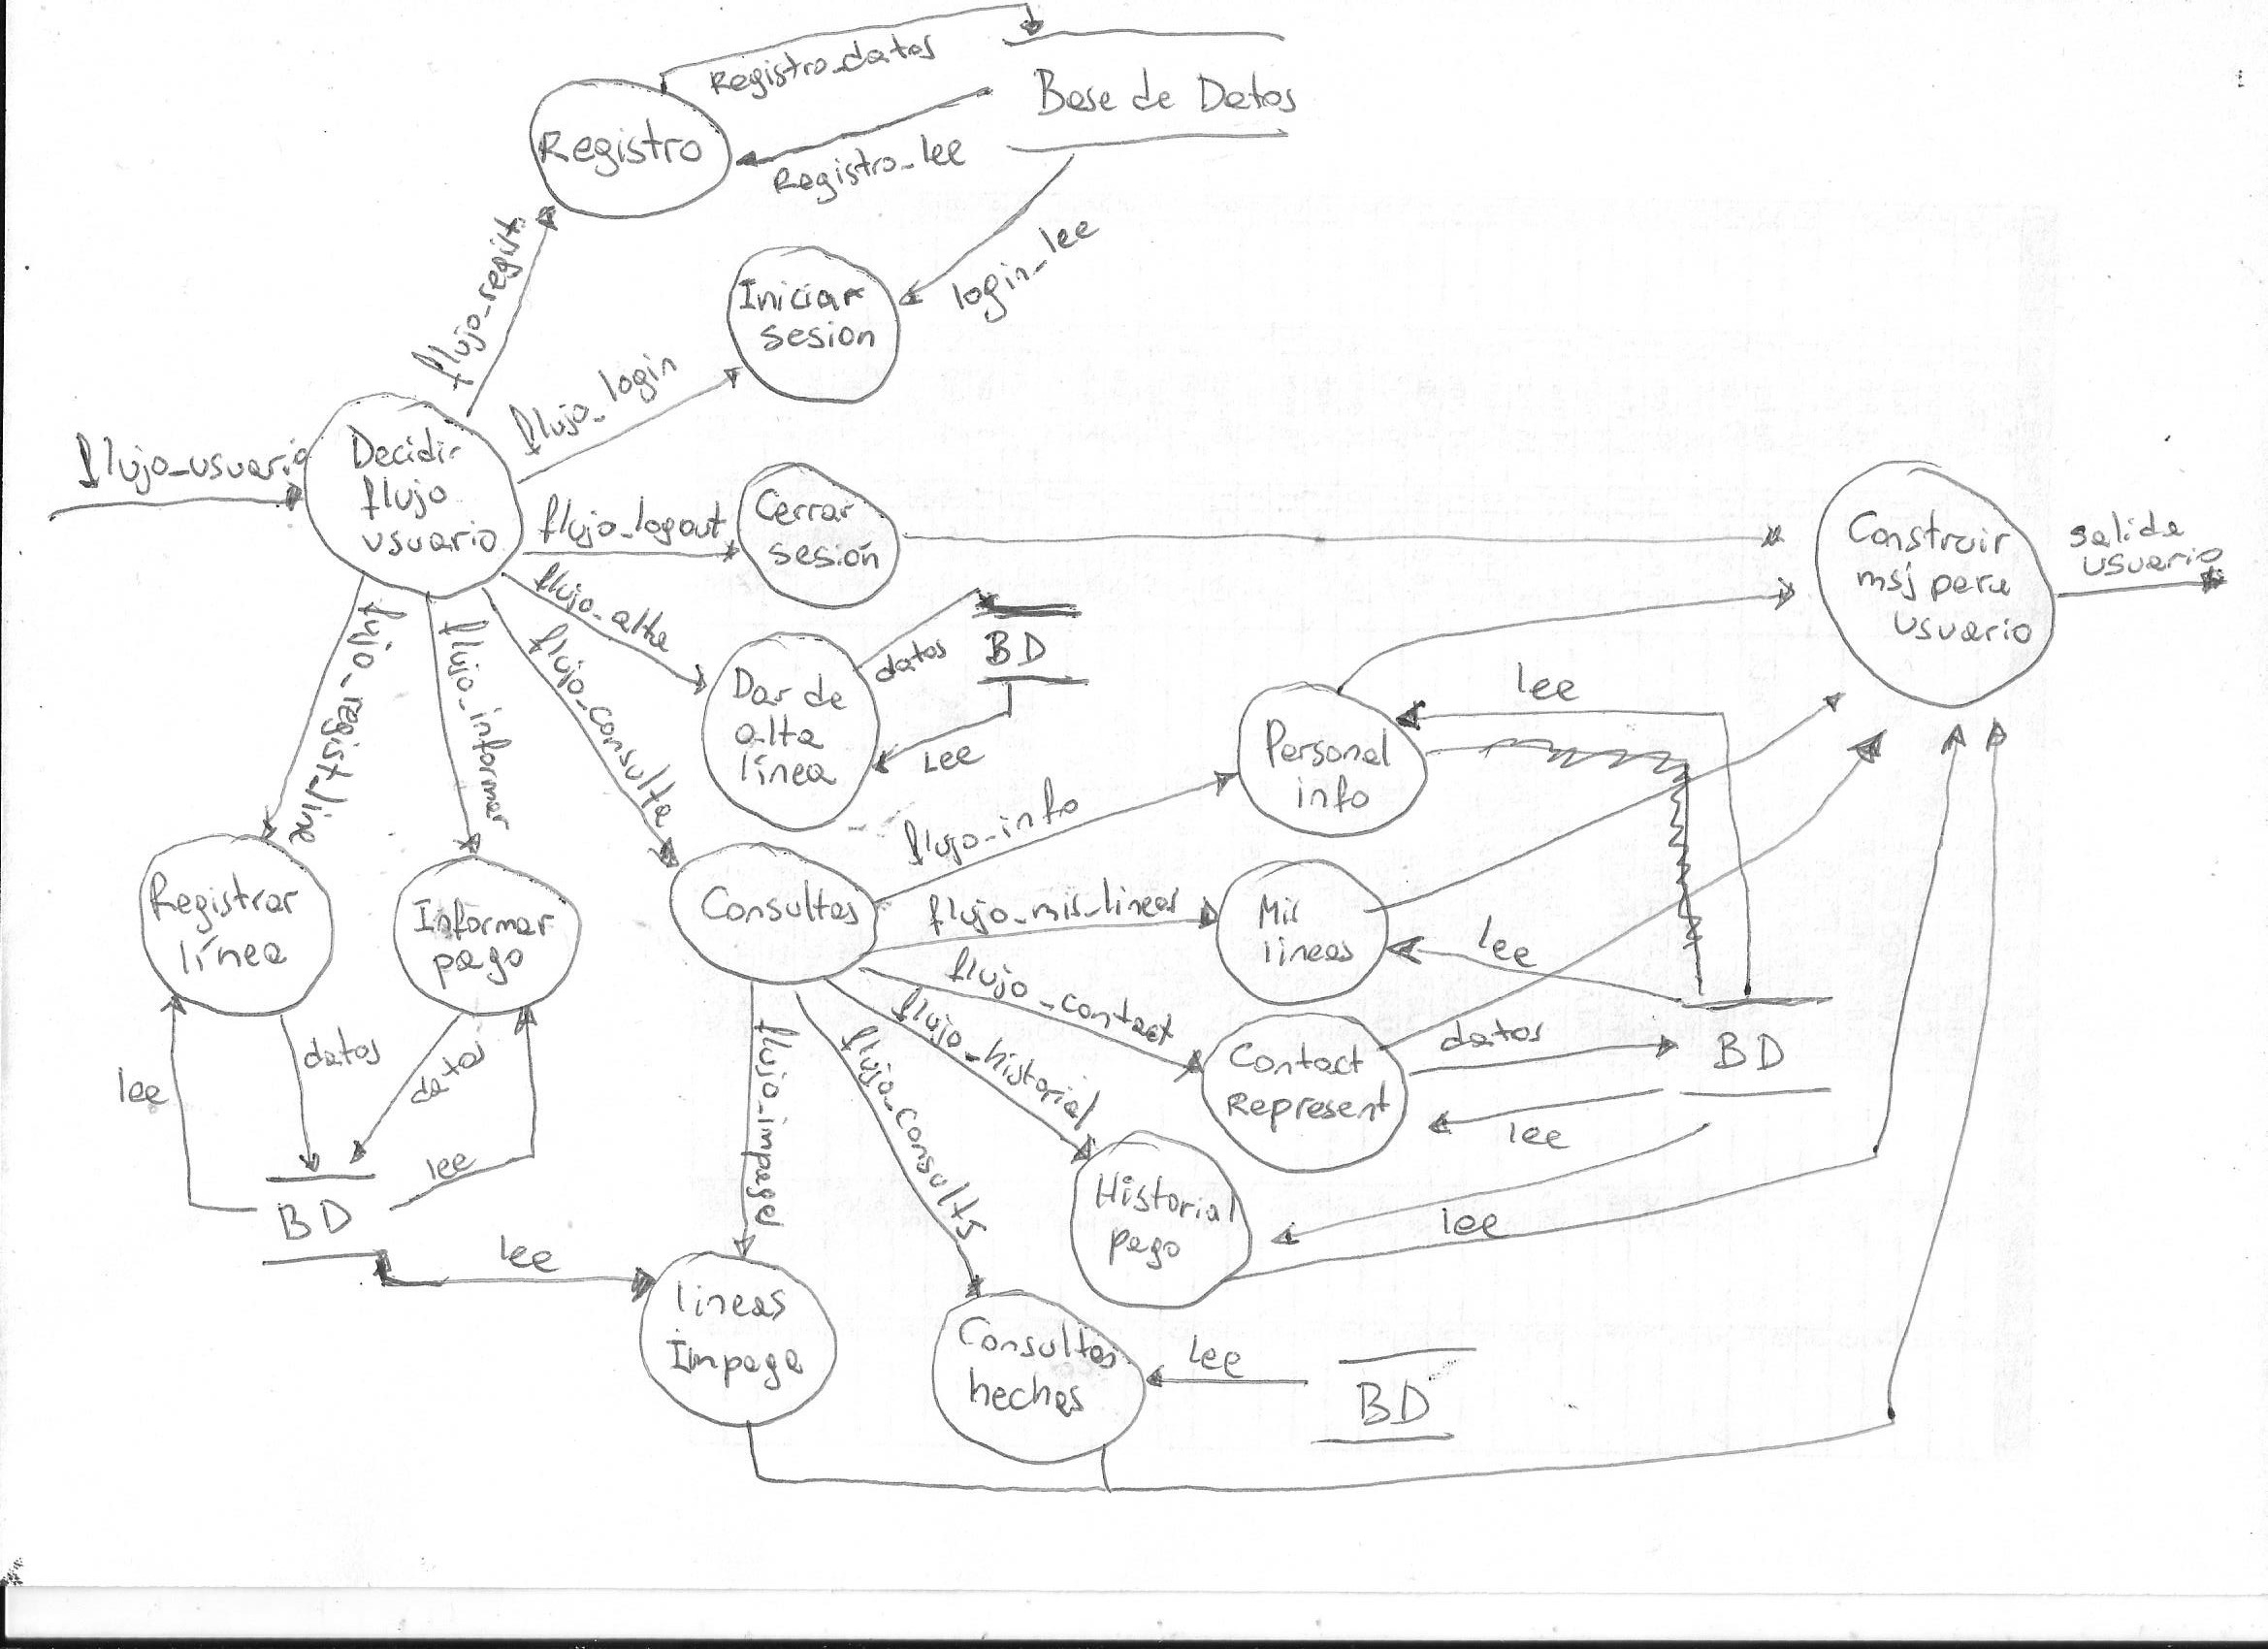 Registro_datos
Base de Datos
Registro
Registro_lee
flujo_regist.
login_lee
Iniciar
sesion
flujo_login
flujo_usuario
Decidir
flujo
usuario
flujo_logout
Cerrar
sesión
Construir
msj para
usuario
salida
usuario
flujo_alta
datos
BD
lee
Dar de
alta
línea
flujo_regist_line
flujo_informar
flujo_consulta
lee
Personal
info
flujo_info
Registrar
línea
Informar
pago
Consultas
flujo_mis_lineas
Mis
lineas
lee
flujo_contact
Contact
Represent
datos
BD
lee
flujo_historial
Historial
pago
lee
lee
datos
datos
lee
BD
flujo_impaga
flujo_consults
lee
lineas
Impaga
Consultas
hechas
lee
BD